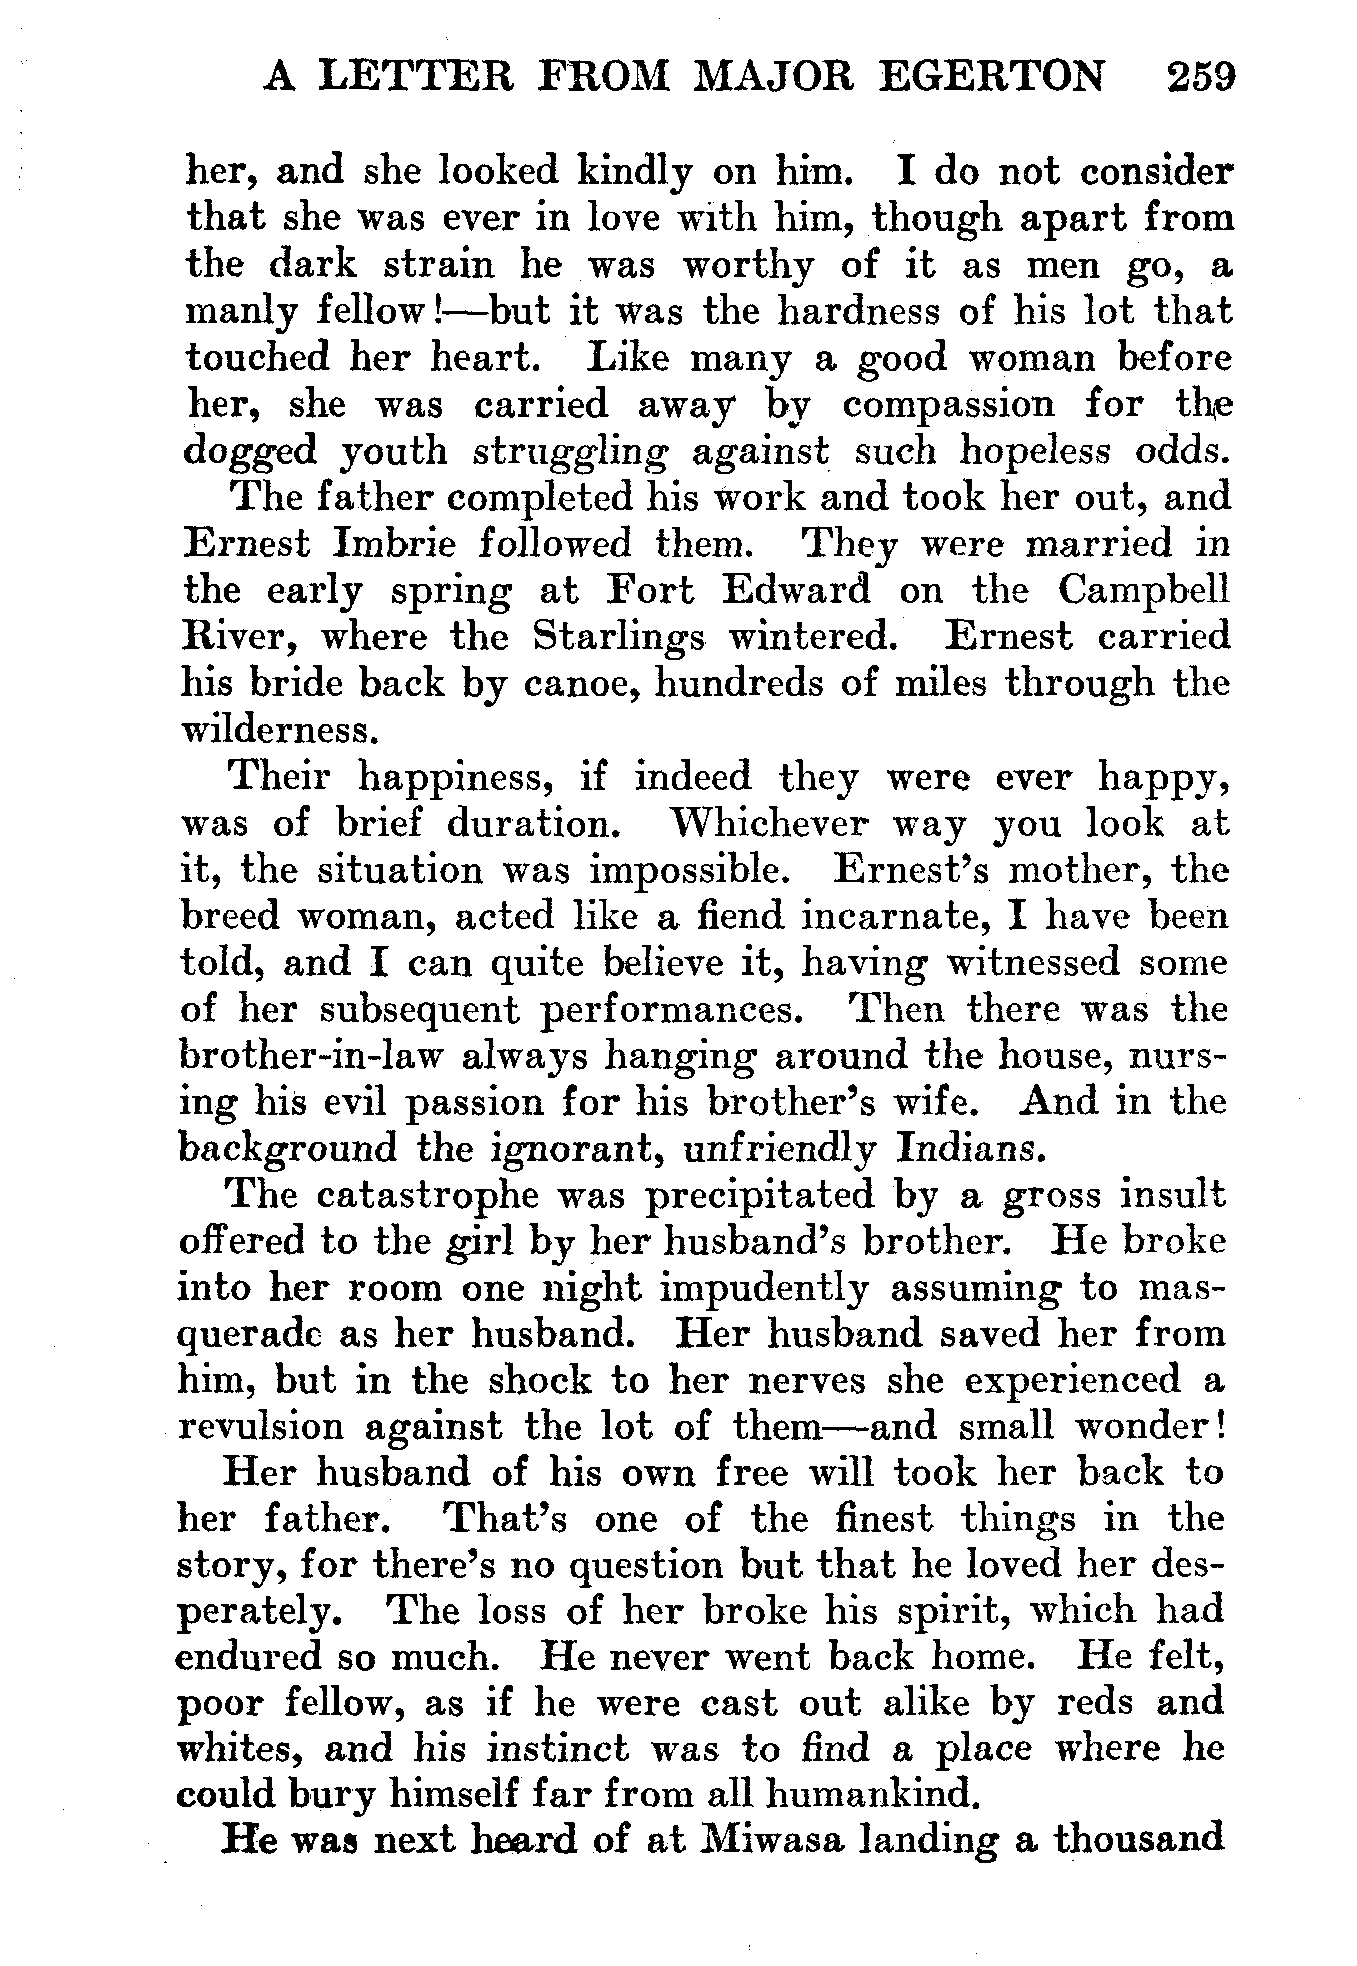 A LETTER FROM MAJOR EGERTON 259
her, and she looked kindly on him. I do not consider
that she was ever in love with him, though apart from
the dark strain he was worthy of it as men go, a
manly fellow!—but it was the hardness of his lot that
touched her heart. Like many a good woman before
her, she was carried away by compassion for the
dogged youth struggling against such hopeless odds.
The father completed his work and took her out, and
Ernest Imbrie followed them. They were married in
the early spring at Fort Edward on the Campbell
River, where the Starlings wintered. Ernest carried
his bride back by canoe, hundreds of miles through the
wilderness.
Their happiness, if indeed they were ever happy,
was of brief duration. Whichever way you look at
it, the situation was impossible. Ernest's mother, the
breed woman, acted like a fiend incarnate, I have been
told, and I can quite believe it, having witnessed some
of her subsequent performances. Then there was the
brother-in-law always hanging around the house, nurs-
ing his evil passion for his brother's wife. And in the
background the ignorant, unfriendly Indians.
The catastrophe was precipitated by a gross insult
offered to the girl by her husband's brother. He broke
into her room one night impudently assuming to mas-
querade as her husband. Her husband saved her from
him, but in the shock to her nerves she experienced a
revulsion against the lot of them—and small wonder!
Her husband of his own free will took her back to
her father. That's one of the finest things in the
story, for there's no question but that he loved her des-
perately. The loss of her broke his spirit, which had
endured so much. He never went back home. He felt,
poor fellow, as if he were cast out alike by reds and
whites, and his instinct was to find a place where he
could bury himself far from all humankind.
He was next heard of at Miwasa landing a thousand